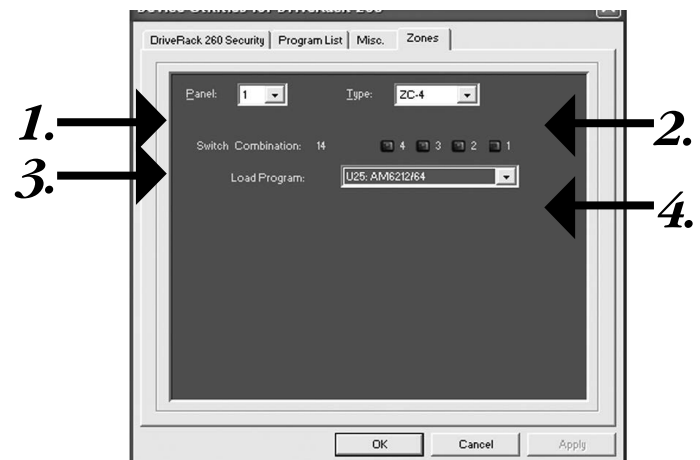 DriveRack 260 Security Program List Misc. Zones
Panel: 1 Type: ZC-4
1.
2.
Switch Combination: 14 4 3 2 1
3.
Load Program: U25: AM6212/64
4.
OK Cancel Apply